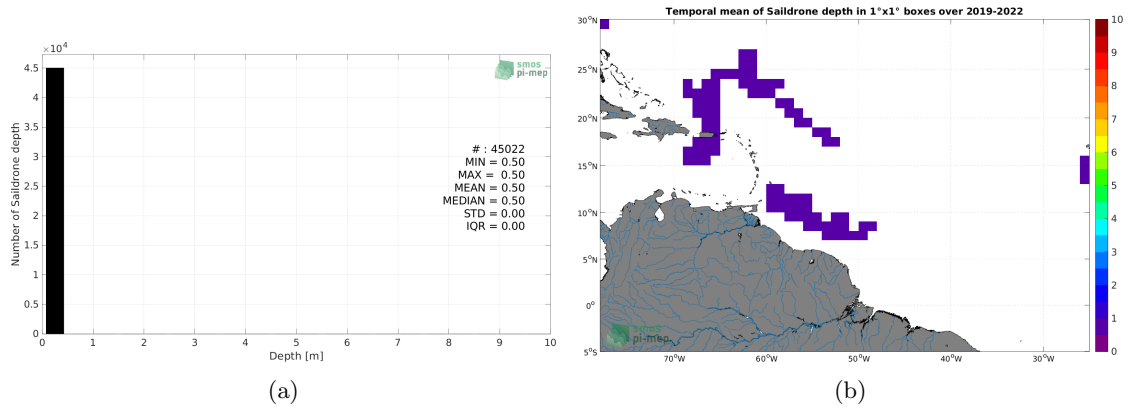 ×10⁴
4.5
4
3.5
3
2.5
2
1.5
1
0.5
0
Number of Saildrone depth
smos
pi-mep
# : 45022
MIN = 0.50
MAX = 0.50
MEAN = 0.50
MEDIAN = 0.50
STD = 0.00
IQR = 0.00
0 1 2 3 4 5 6 7 8 9 10
Depth [m]
(a)
Temporal mean of Saildrone depth in 1°x1° boxes over 2019-2022
30°N
25°N
20°N
15°N
10°N
5°N
0°
5°S
smos
pi-mep
70°W 60°W 50°W 40°W 30°W
10
9
8
7
6
5
4
3
2
1
0
(b)